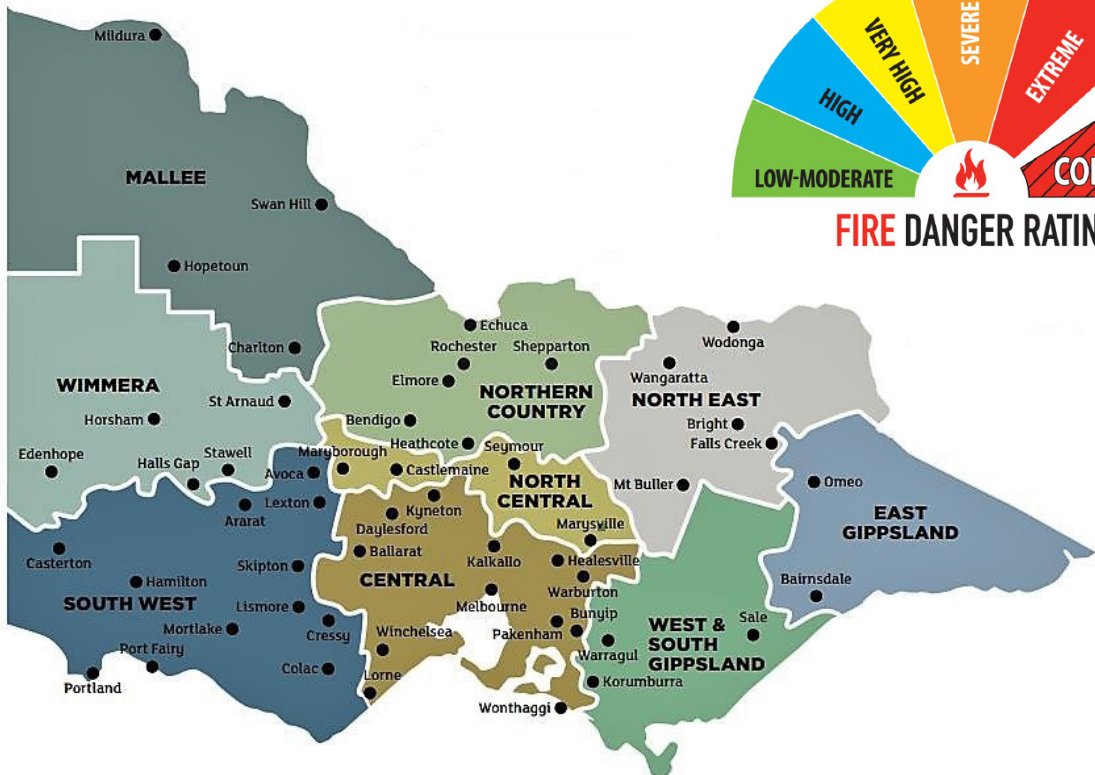 Mildura
MALLEE
Swan Hill
Hopetoun
Charlton
WIMMERA
St Arnaud
Horsham
Edenhope
Halls Gap
Stawell
Echuca
Rochester
Shepparton
Elmore
NORTHERN
COUNTRY
Bendigo
Heathcote
Wodonga
Wangaratta
NORTH EAST
Bright
Falls Creek
Mt Buller
Maryborough
Castlemaine
Seymour
NORTH
CENTRAL
Marysville
Omeo
EAST
GIPPSLAND
Bairnsdale
Avoca
Lexton
Ararat
Casterton
Hamilton
SOUTH WEST
Skipton
Lismore
Mortlake
Cressy
Port Fairy
Portland
Colac
Kyneton
Daylesford
Ballarat
CENTRAL
Kalkallo
Healesville
Warburton
Melbourne
Bunyip
Pakenham
Winchelsea
Lorne
Wonthaggi
WEST &
SOUTH
GIPPSLAND
Sale
Warragul
Korumburra
LOW-MODERATE
HIGH
VERY HIGH
SEVERE
EXTREME
FIRE DANGER